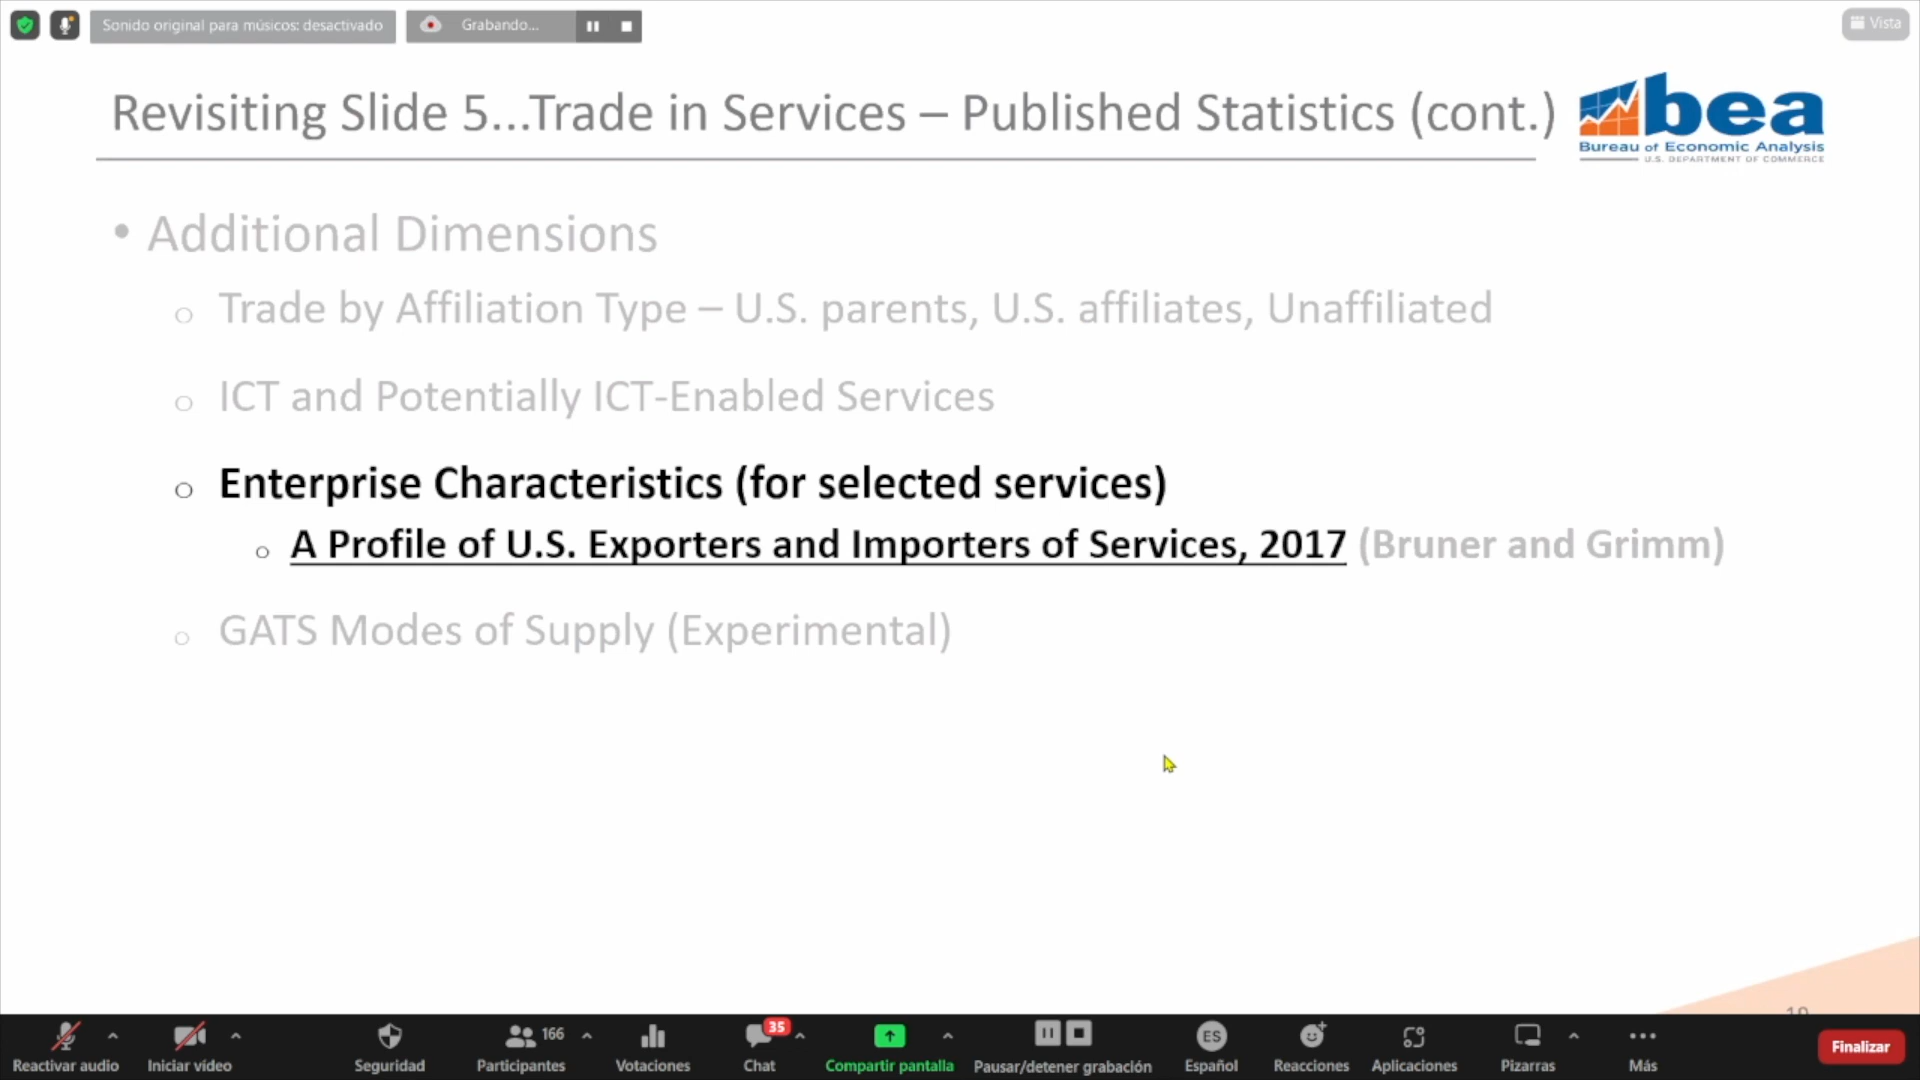 Sonido original para músicos: desactivado
Grabando...
Vista
Revisiting Slide 5...Trade in Services – Published Statistics (cont.)
bea
Bureau of Economic Analysis
U.S. DEPARTMENT OF COMMERCE
• Additional Dimensions
o Trade by Affiliation Type – U.S. parents, U.S. affiliates, Unaffiliated
o ICT and Potentially ICT-Enabled Services
o Enterprise Characteristics (for selected services)
o A Profile of U.S. Exporters and Importers of Services, 2017 (Bruner and Grimm)
o GATS Modes of Supply (Experimental)
166
35
ES
Reactivar audio
Iniciar vídeo
Seguridad
Participantes
Votaciones
Chat
Compartir pantalla
Pausar/detener grabación
Español
Reacciones
Aplicaciones
Pizarras
Más
Finalizar